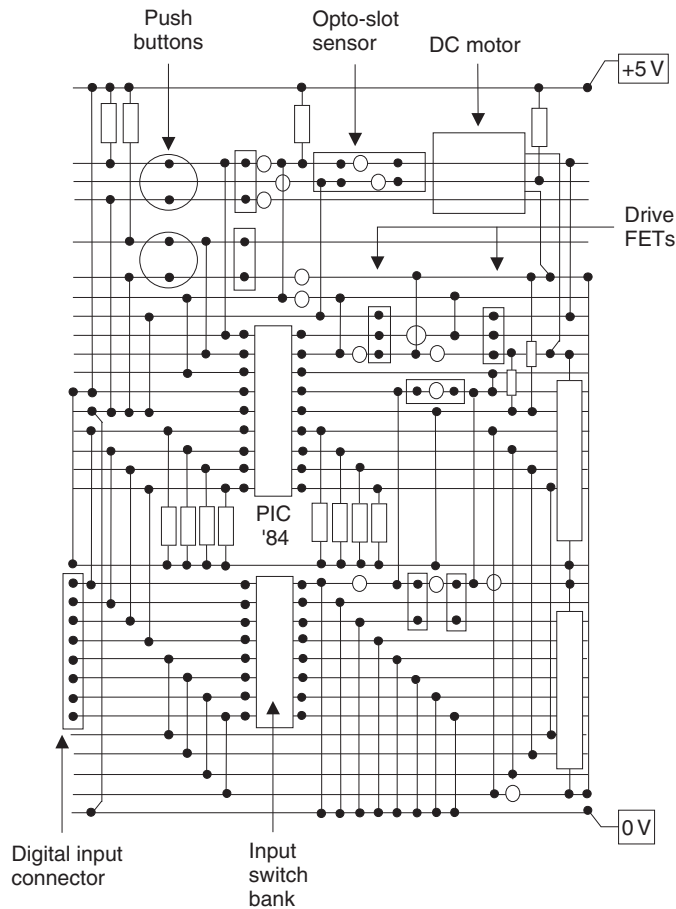 Push
buttons
Opto-slot
sensor
DC motor
+5 V
Drive
FETs
PIC
'84
0 V
Digital input
connector
Input
switch
bank